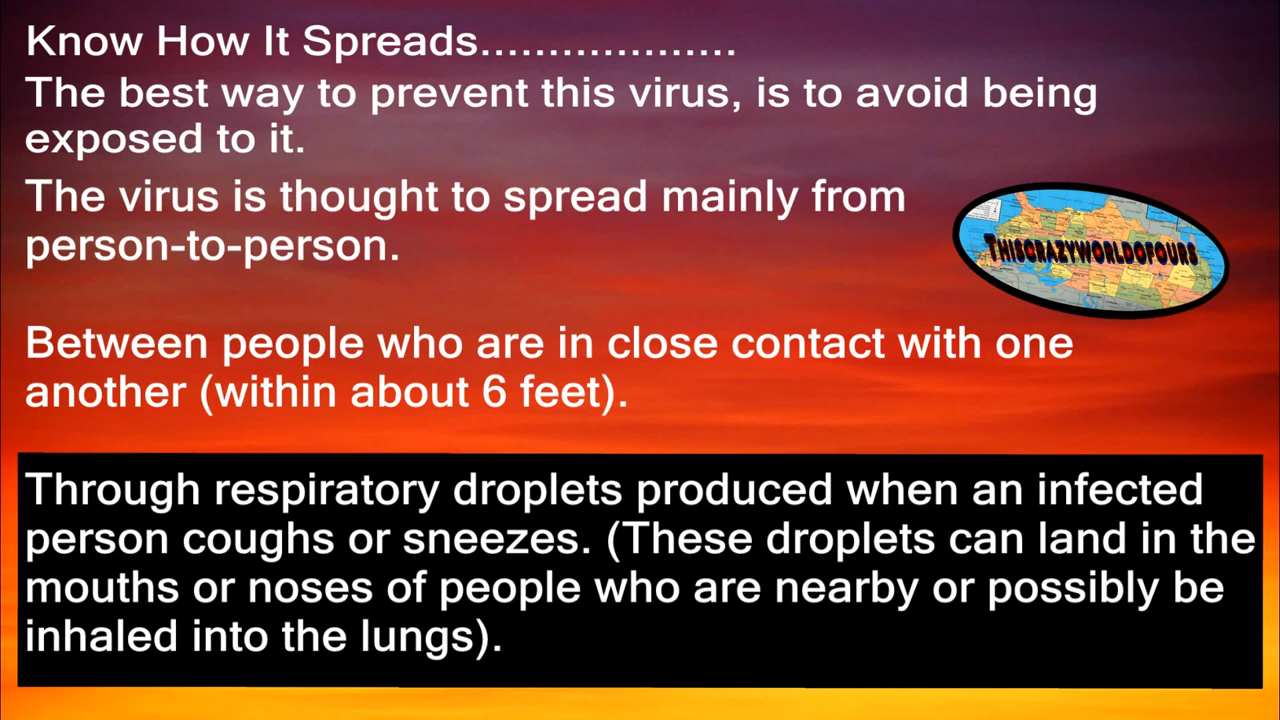 Know How It Spreads...................
The best way to prevent this virus, is to avoid being
exposed to it.
The virus is thought to spread mainly from
person-to-person.
THISCRAZYWORLDOFOURS
Between people who are in close contact with one
another (within about 6 feet).
Through respiratory droplets produced when an infected
person coughs or sneezes. (These droplets can land in the
mouths or noses of people who are nearby or possibly be
inhaled into the lungs).